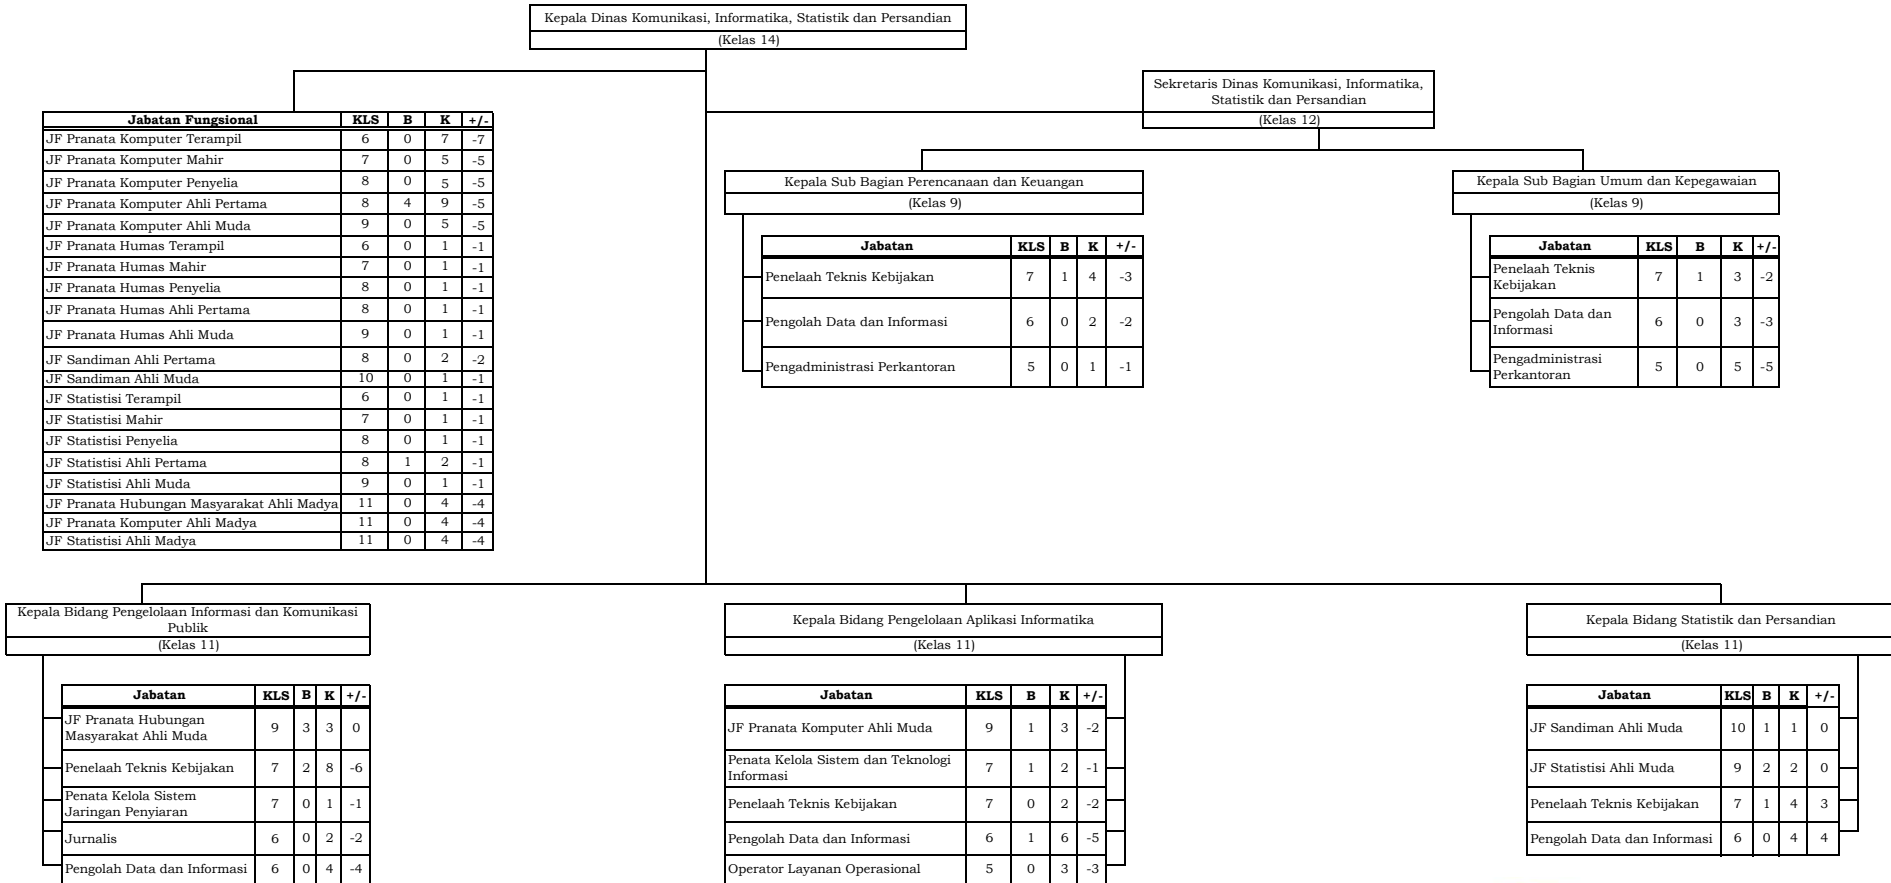 Kepala Dinas Komunikasi, Informatika, Statistik dan Persandian
(Kelas 14)
Sekretaris Dinas Komunikasi, Informatika,
Statistik dan Persandian
(Kelas 12)
Jabatan Fungsional KLS B K +/-
JF Pranata Komputer Terampil 6 0 7 -7
JF Pranata Komputer Mahir 7 0 5 -5
JF Pranata Komputer Penyelia 8 0 5 -5
JF Pranata Komputer Ahli Pertama 8 4 9 -5
JF Pranata Komputer Ahli Muda 9 0 5 -5
JF Pranata Humas Terampil 6 0 1 -1
JF Pranata Humas Mahir 7 0 1 -1
JF Pranata Humas Penyelia 8 0 1 -1
JF Pranata Humas Ahli Pertama 8 0 1 -1
JF Pranata Humas Ahli Muda 9 0 1 -1
JF Sandiman Ahli Pertama 8 0 2 -2
JF Sandiman Ahli Muda 10 0 1 -1
JF Statistisi Terampil 6 0 1 -1
JF Statistisi Mahir 7 0 1 -1
JF Statistisi Penyelia 8 0 1 -1
JF Statistisi Ahli Pertama 8 1 2 -1
JF Statistisi Ahli Muda 9 0 1 -1
JF Pranata Hubungan Masyarakat Ahli Madya 11 0 4 -4
JF Pranata Komputer Ahli Madya 11 0 4 -4
JF Statistisi Ahli Madya 11 0 4 -4
Kepala Sub Bagian Perencanaan dan Keuangan
(Kelas 9)
Jabatan KLS B K +/-
Penelaah Teknis Kebijakan 7 1 4 -3
Pengolah Data dan Informasi 6 0 2 -2
Pengadministrasi Perkantoran 5 0 1 -1
Kepala Sub Bagian Umum dan Kepegawaian
(Kelas 9)
Jabatan KLS B K +/-
Penelaah Teknis
Kebijakan 7 1 3 -2
Pengolah Data dan
Informasi 6 0 3 -3
Pengadministrasi
Perkantoran 5 0 5 -5
Kepala Bidang Pengelolaan Informasi dan Komunikasi
Publik
(Kelas 11)
Jabatan KLS B K +/-
JF Pranata Hubungan
Masyarakat Ahli Muda 9 3 3 0
Penelaah Teknis Kebijakan 7 2 8 -6
Penata Kelola Sistem
Jaringan Penyiaran 7 0 1 -1
Jurnalis 6 0 2 -2
Pengolah Data dan Informasi 6 0 4 -4
Kepala Bidang Pengelolaan Aplikasi Informatika
(Kelas 11)
Jabatan KLS B K +/-
JF Pranata Komputer Ahli Muda 9 1 3 -2
Penata Kelola Sistem dan Teknologi
Informasi 7 1 2 -1
Penelaah Teknis Kebijakan 7 0 2 -2
Pengolah Data dan Informasi 6 1 6 -5
Operator Layanan Operasional 5 0 3 -3
Kepala Bidang Statistik dan Persandian
(Kelas 11)
Jabatan KLS B K +/-
JF Sandiman Ahli Muda 10 1 1 0
JF Statistisi Ahli Muda 9 2 2 0
Penelaah Teknis Kebijakan 7 1 4 3
Pengolah Data dan Informasi 6 0 4 4